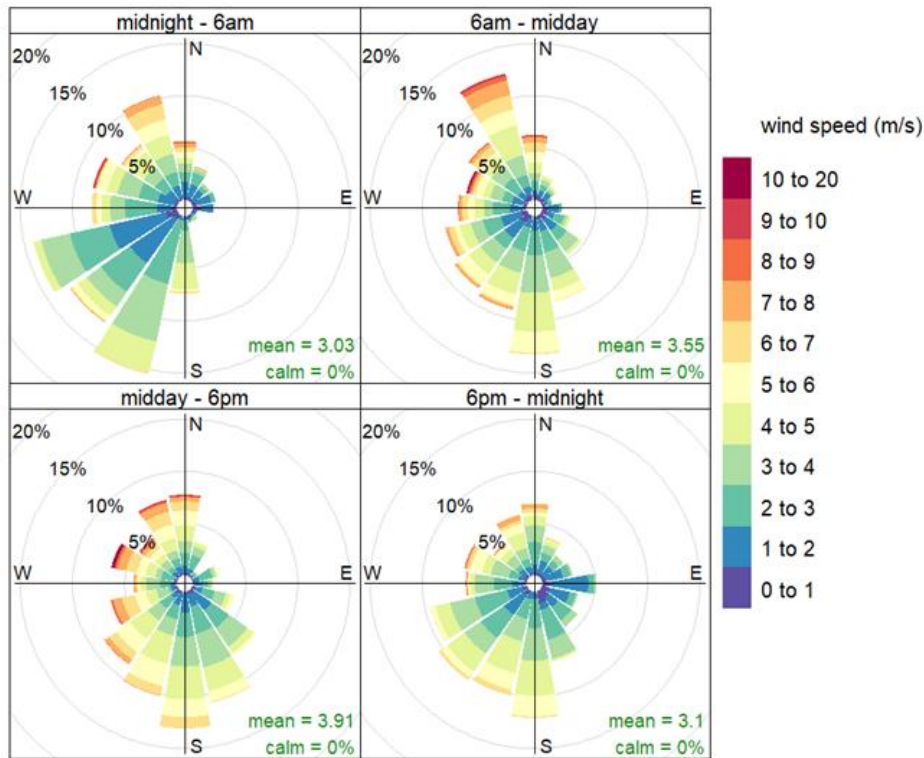 midnight - 6am
N
20%
15%
10%
5%
W
E
mean = 3.03
S
calm = 0%
6am - midday
N
20%
15%
10%
5%
W
E
mean = 3.55
S
calm = 0%
midday - 6pm
N
20%
15%
10%
5%
W
E
mean = 3.91
S
calm = 0%
6pm - midnight
N
20%
15%
10%
5%
W
E
mean = 3.1
S
calm = 0%
wind speed (m/s)
10 to 20
9 to 10
8 to 9
7 to 8
6 to 7
5 to 6
4 to 5
3 to 4
2 to 3
1 to 2
0 to 1